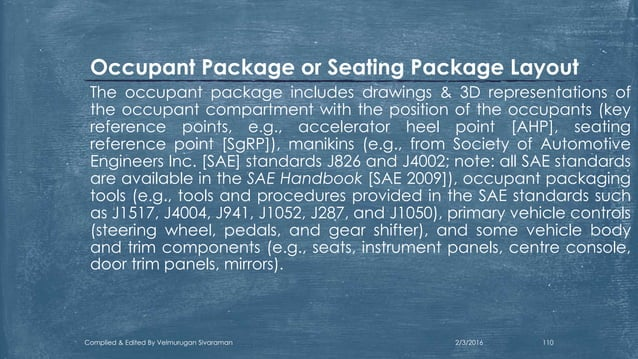 Occupant Package or Seating Package Layout
The occupant package includes drawings & 3D representations of
the occupant compartment with the position of the occupants (key
reference points, e.g., accelerator heel point [AHP], seating
reference point [SgRP]), manikins (e.g., from Society of Automotive
Engineers Inc. [SAE] standards J826 and J4002; note: all SAE standards
are available in the SAE Handbook [SAE 2009]), occupant packaging
tools (e.g., tools and procedures provided in the SAE standards such
as J1517, J4004, J941, J1052, J287, and J1050), primary vehicle controls
(steering wheel, pedals, and gear shifter), and some vehicle body
and trim components (e.g., seats, instrument panels, centre console,
door trim panels, mirrors).
Complied & Edited By Velmurugan Sivaraman 2/3/2016 110